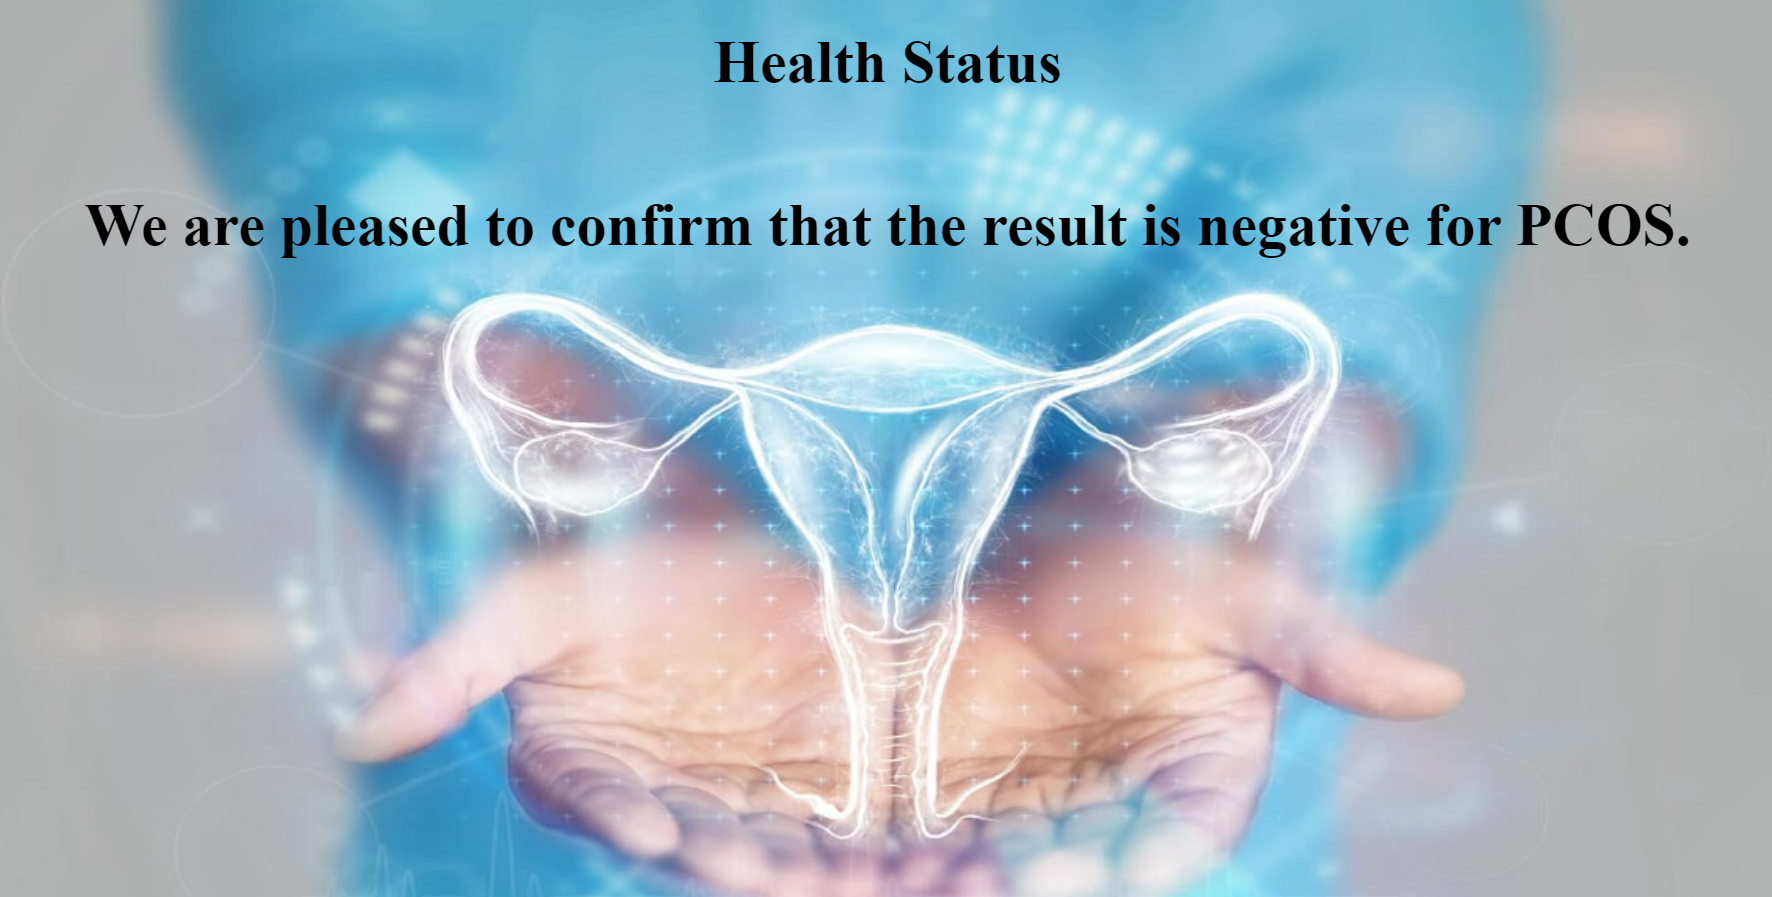 Health Status
We are pleased to confirm that the result is negative for PCOS.